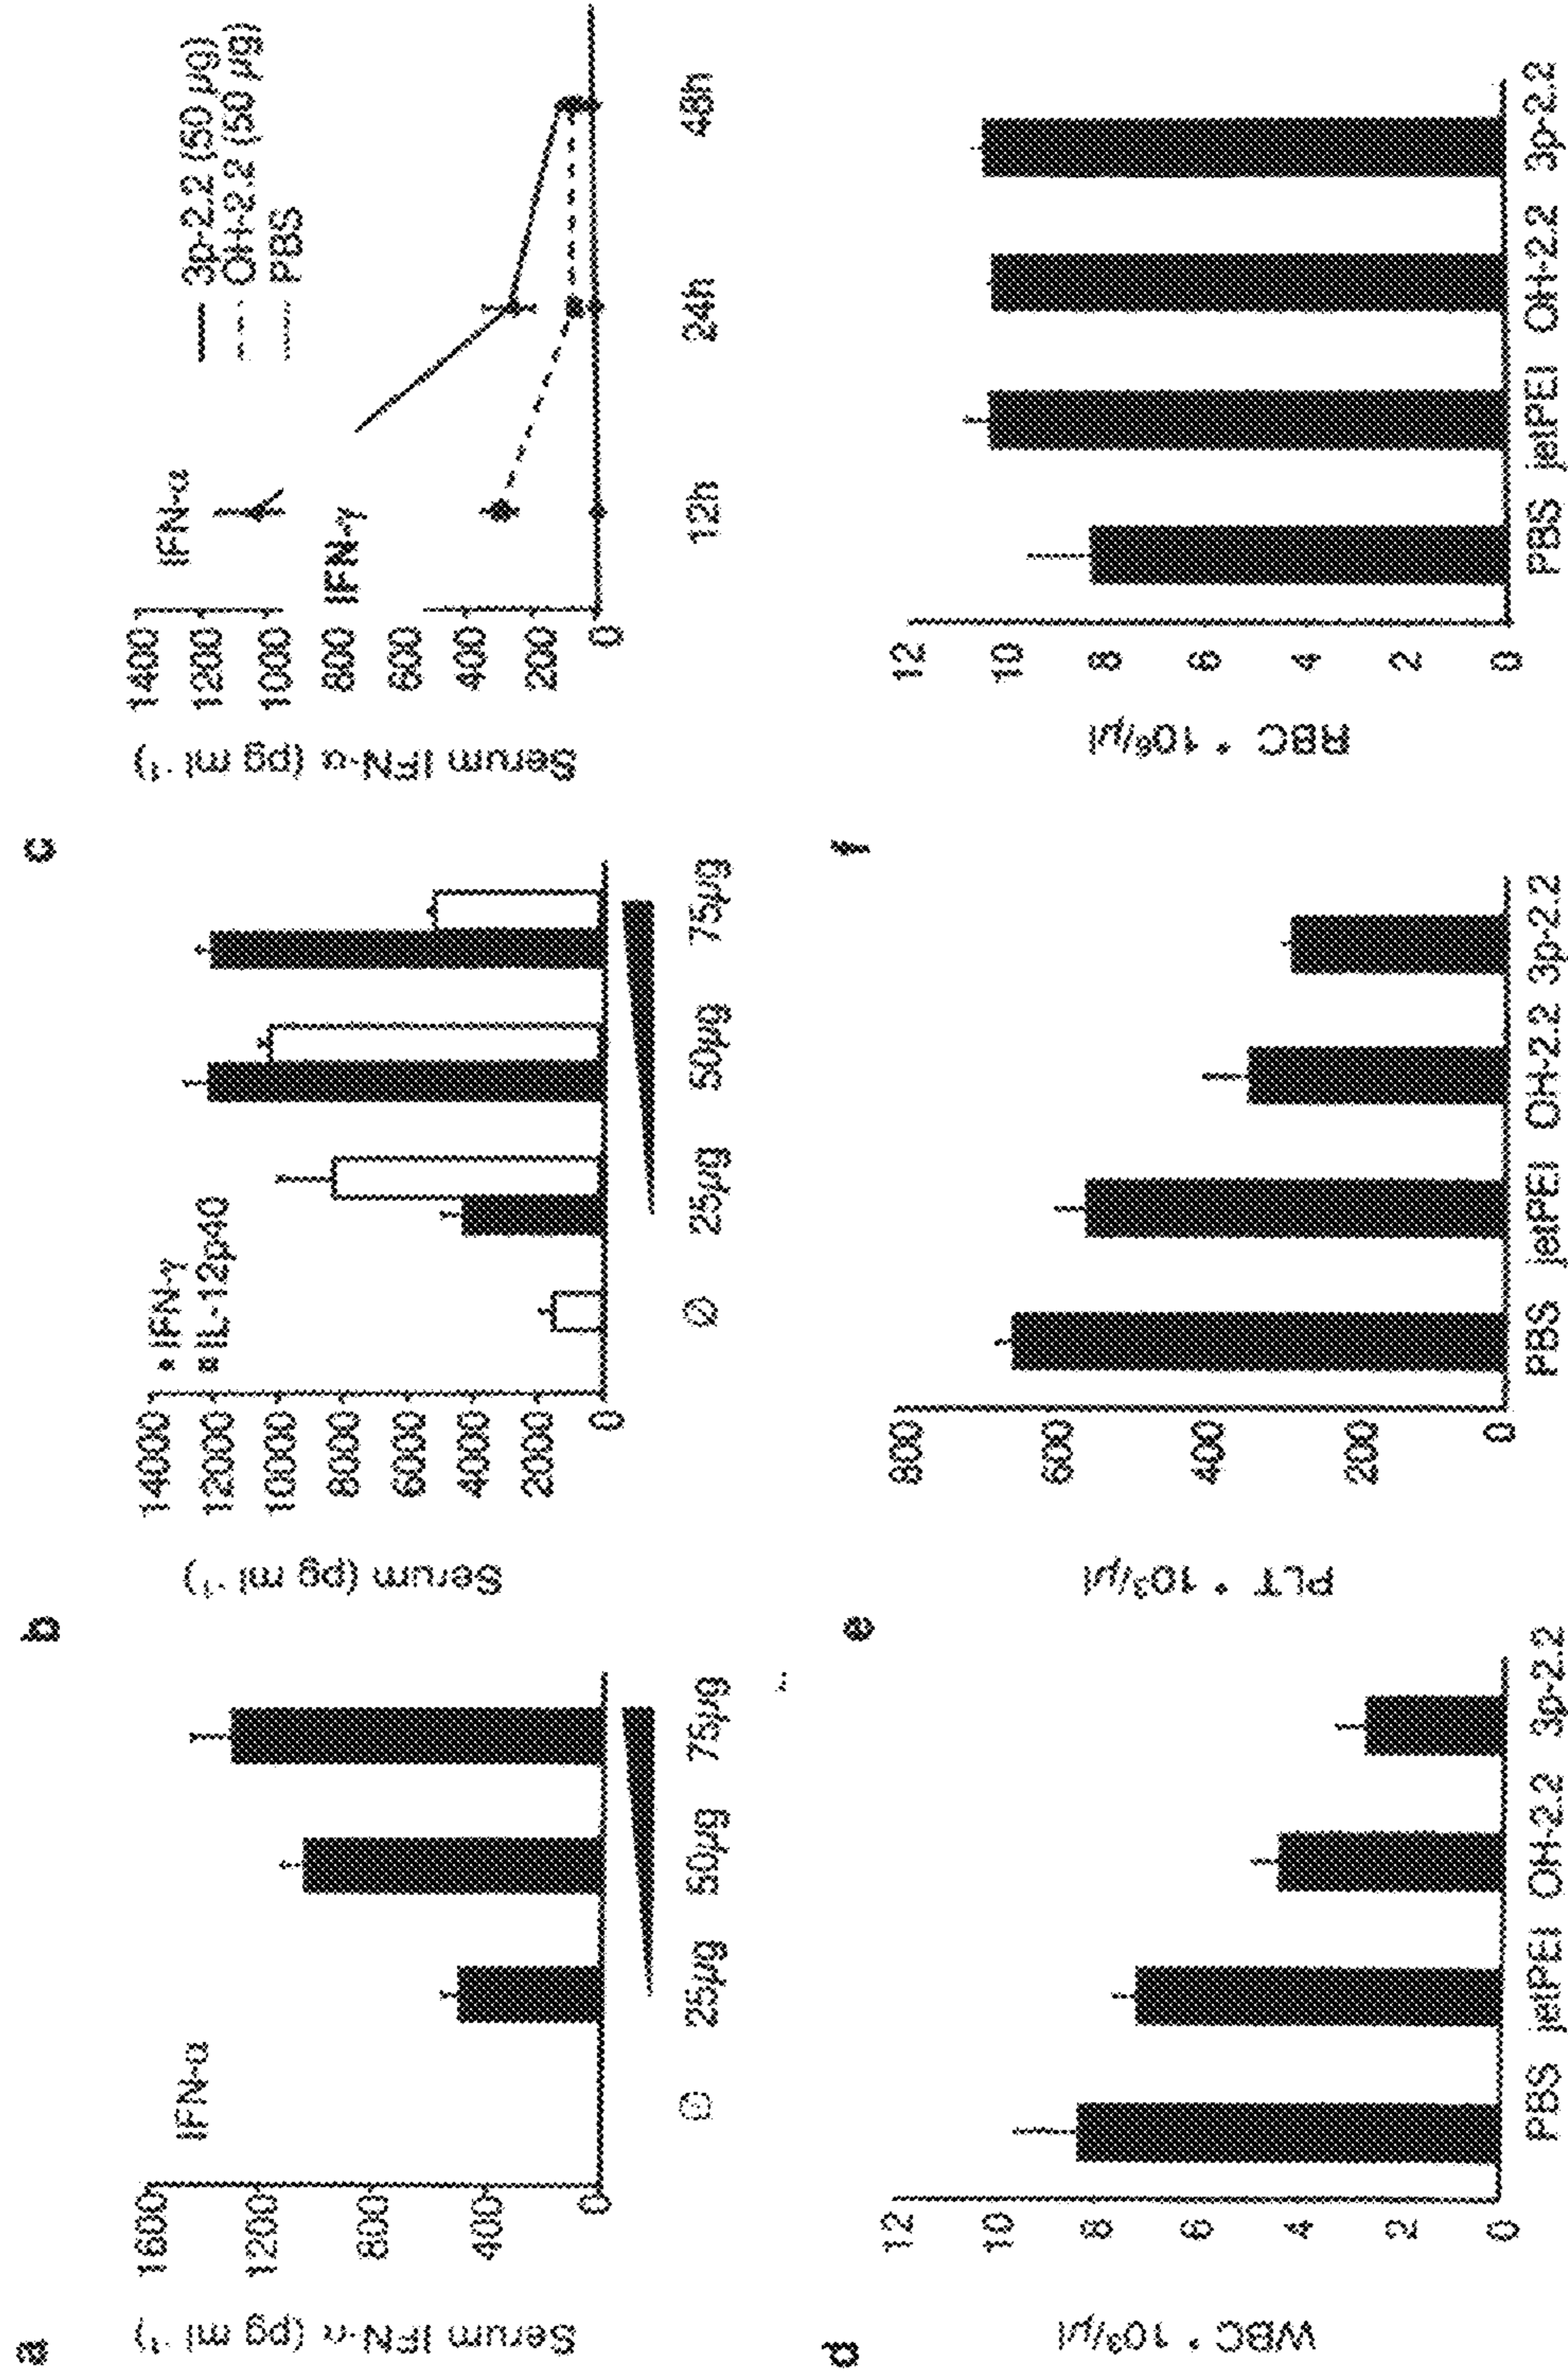 a
Serum IFN-α (pg ml⁻¹)
1600
1200
800
400
0
IFN-α
25µg 50µg 75µg
b
Serum (pg ml⁻¹)
14000
12000
10000
8000
6000
4000
2000
0
IFN-γ
IL-12p40
25µg 50µg 75µg
c
Serum IFN-α (pg ml⁻¹)
1400
1200
1000
800
600
400
200
0
IFN-α
IFN-γ
3p-2.2 (50 µg)
OH-2.2 (50 µg)
PBS
12h 24h 48h
d
WBC * 10³/µl
12
10
8
6
4
2
0
PBS jetPEI OH-2.2 3p-2.2
e
PLT * 10³/µl
800
600
400
200
0
PBS jetPEI OH-2.2 3p-2.2
f
RBC * 10⁶/µl
12
10
8
6
4
2
0
PBS jetPEI OH-2.2 3p-2.2